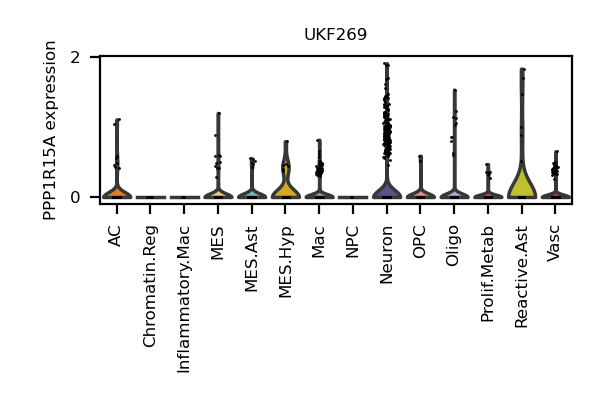 UKF269
PPP1R15A expression
2
0
AC
Chromatin.Reg
Inflammatory.Mac
MES
MES.Ast
MES.Hyp
Mac
NPC
Neuron
OPC
Oligo
Prolif.Metab
Reactive.Ast
Vasc